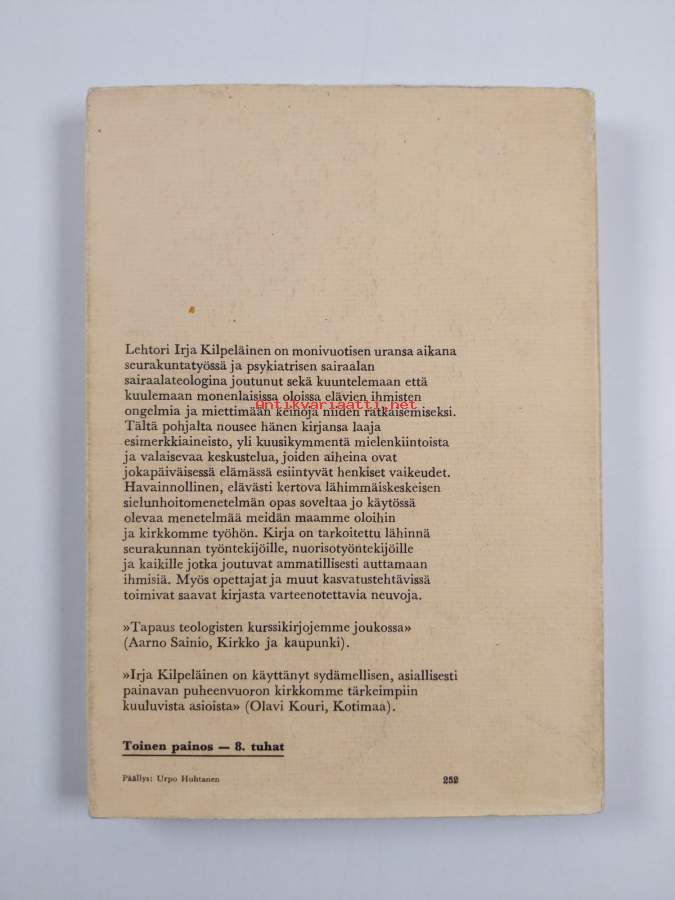 Lehtori Irja Kilpeläinen on monivuotisen uransa aikana
seurakuntatyössä ja psykiatrisen sairaalan
sairaalateologina joutunut sekä kuuntelemaan että
kuulemaan monenlaisissa oloissa elävien ihmisten
Antikvariaatti.net
ongelmia ja miettimään keinoja niiden ratkaisemiseksi.
Tältä pohjalta nousee hänen kirjansa laaja
esimerkkiaineisto, yli kuusikymmentä mielenkiintoista
ja valaisevaa keskustelua, joiden aiheina ovat
jokapäiväisessä elämässä esiintyvät henkiset vaikeudet.
Havainnollinen, elävästi kertova lähimmäiskeskeisen
sielunhoitomenetelmän opas soveltaa jo käytössä
olevaa menetelmää meidän maamme oloihin
ja kirkkomme työhön. Kirja on tarkoitettu lähinnä
seurakunnan työntekijöille, nuorisotyöntekijöille
ja kaikille jotka joutuvat ammatillisesti auttamaan
ihmisiä. Myös opettajat ja muut kasvatustehtävissä
toimivat saavat kirjasta varteenotettavia neuvoja.
»Tapaus teologisten kurssikirjojemme joukossa»
(Aarno Sainio, Kirkko ja kaupunki).
»Irja Kilpeläinen on käyttänyt sydämellisen, asiallisesti
painavan puheenvuoron kirkkomme tärkeimpiin
kuuluvista asioista» (Olavi Kouri, Kotimaa).
Toinen painos — 8. tuhat
Päällys: Urpo Huhtanen
252